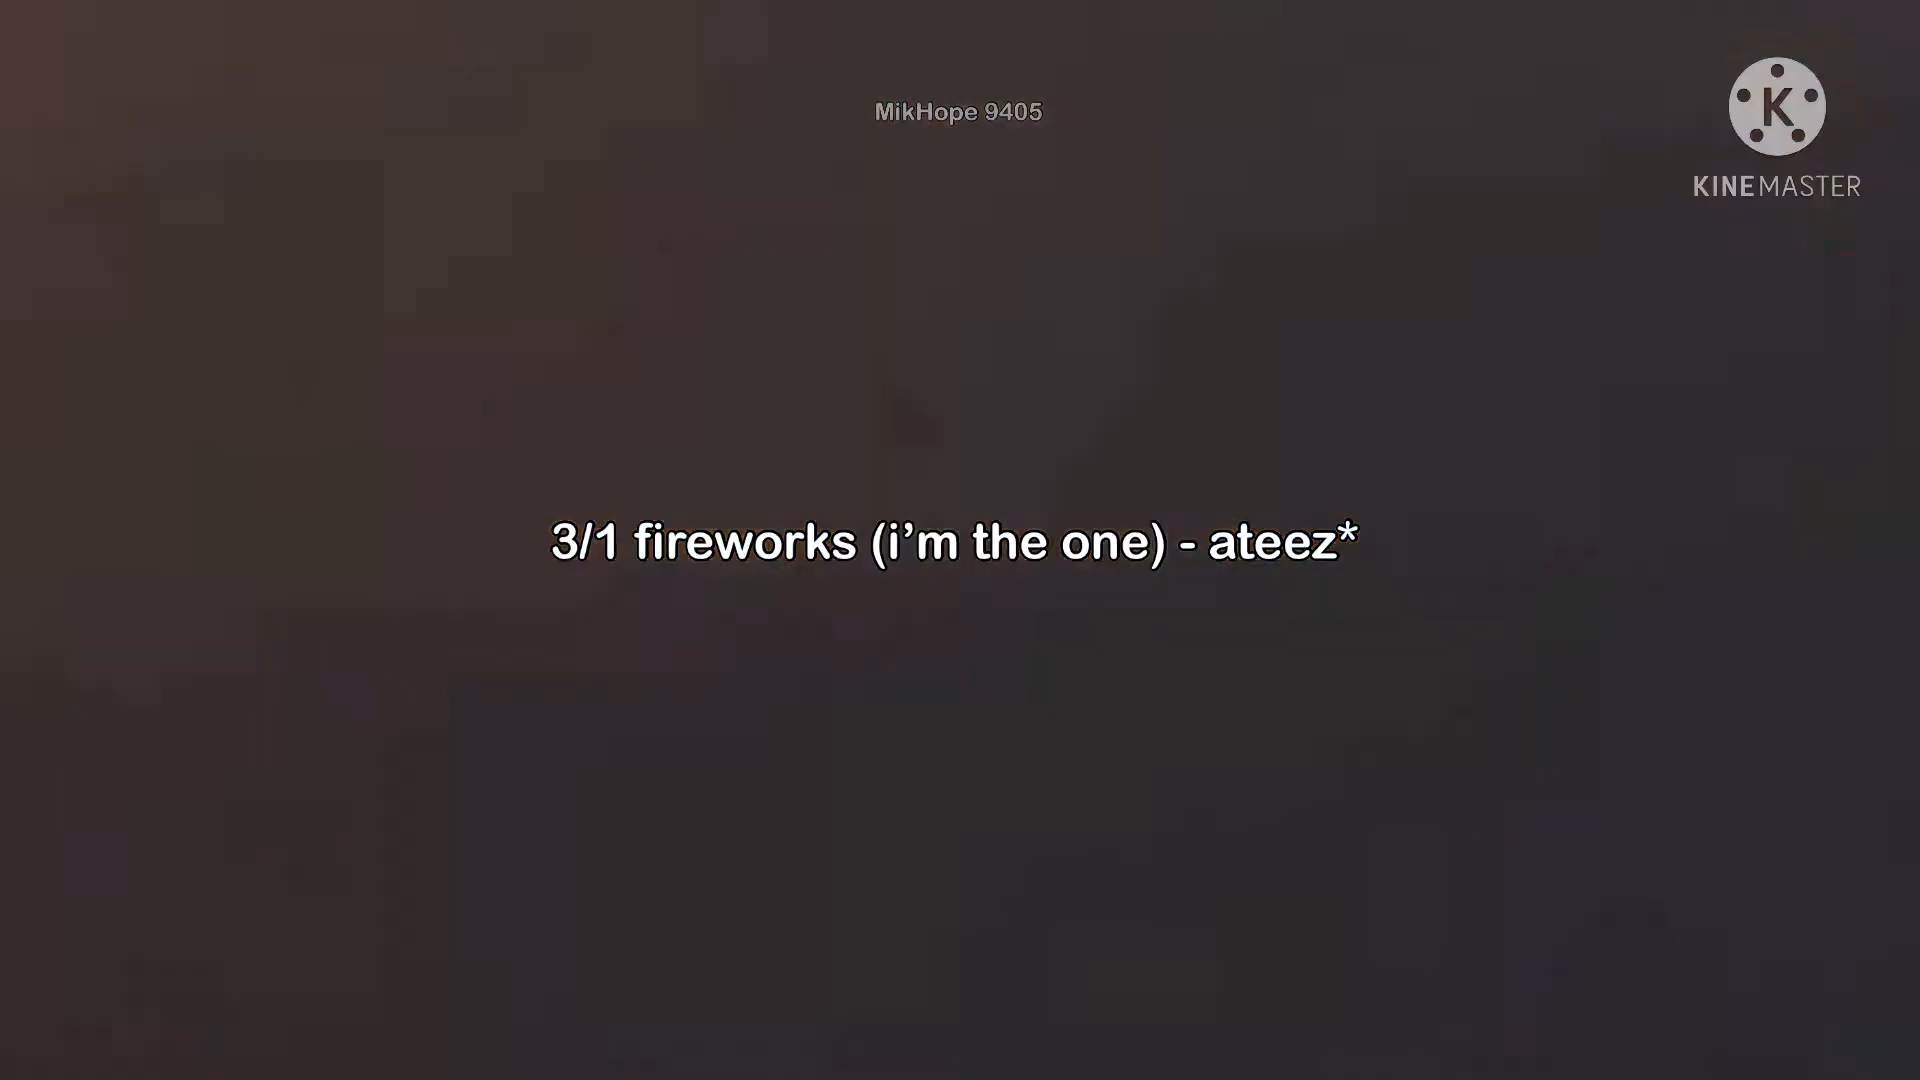 MikHope 9405
K
KINEMASTER
3/1 fireworks (i’m the one) - ateez*